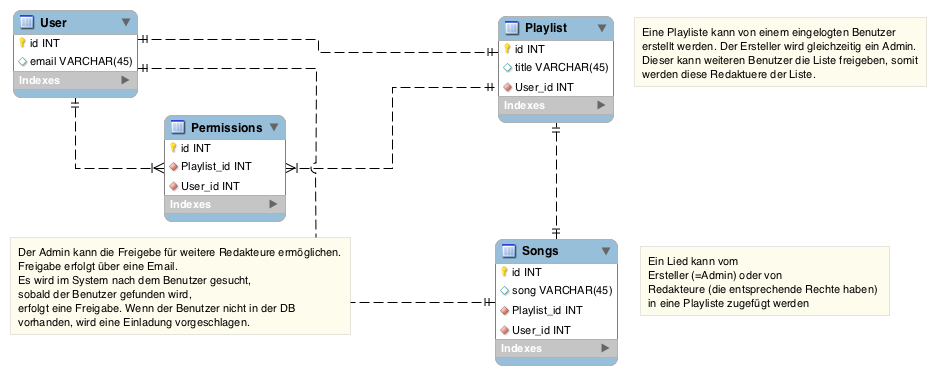 User
id INT
email VARCHAR(45)
Indexes
Playlist
id INT
title VARCHAR(45)
User_id INT
Indexes
Eine Playliste kann von einem eingelogten Benutzer
erstellt werden. Der Ersteller wird gleichzeitig ein Admin.
Dieser kann weiteren Benutzer die Liste freigeben, somit
werden diese Redaktuere der Liste.
Permissions
id INT
Playlist_id INT
User_id INT
Indexes
Der Admin kann die Freigebe für weitere Redakteure ermöglichen.
Freigabe erfolgt über eine Email.
Es wird im System nach dem Benutzer gesucht,
sobald der Benutzer gefunden wird,
erfolgt eine Freigabe. Wenn der Benutzer nicht in der DB
vorhanden, wird eine Einladung vorgeschlagen.
Songs
id INT
song VARCHAR(45)
Playlist_id INT
User_id INT
Indexes
Ein Lied kann vom
Ersteller (=Admin) oder von
Redakteure (die entsprechende Rechte haben)
in eine Playliste zugefügt werden